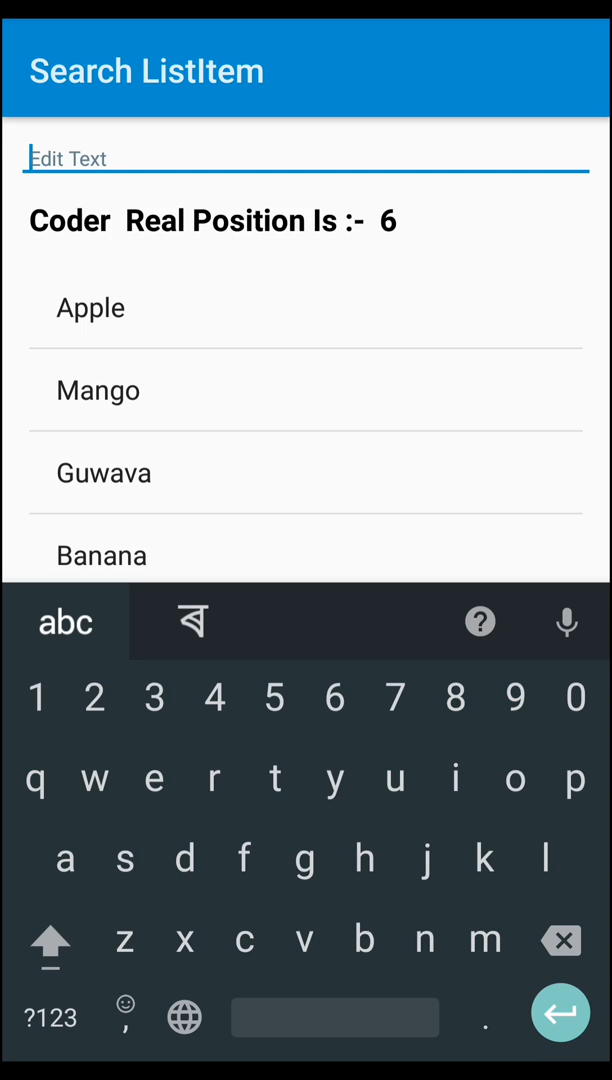 Search ListItem
Edit Text
Coder  Real Position Is :-  6
Apple
Mango
Guwava
Banana
abc ব ?
1 2 3 4 5 6 7 8 9 0
q w e r t y u i o p
a s d f g h j k l
z x c v b n m
?123 , .